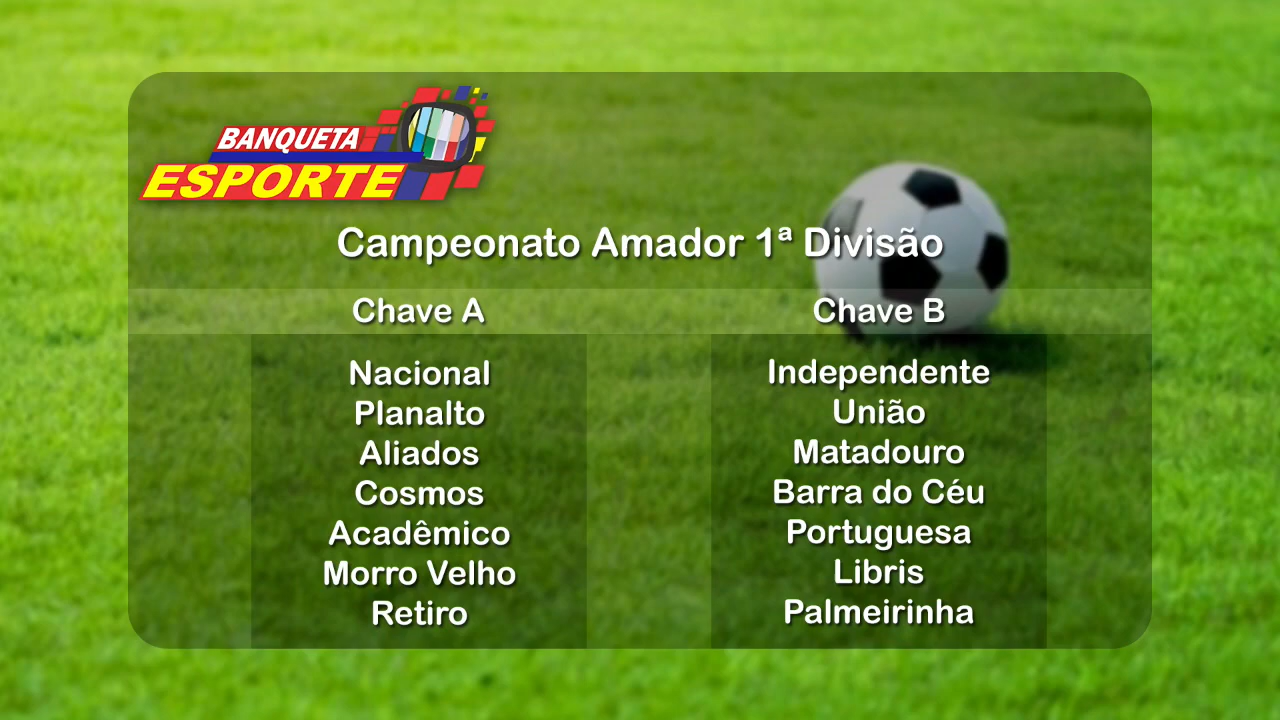 BANQUETA
ESPORTE
Campeonato Amador 1ª Divisão
Chave A
Nacional
Planalto
Aliados
Cosmos
Acadêmico
Morro Velho
Retiro
Chave B
Independente
União
Matadouro
Barra do Céu
Portuguesa
Libris
Palmeirinha